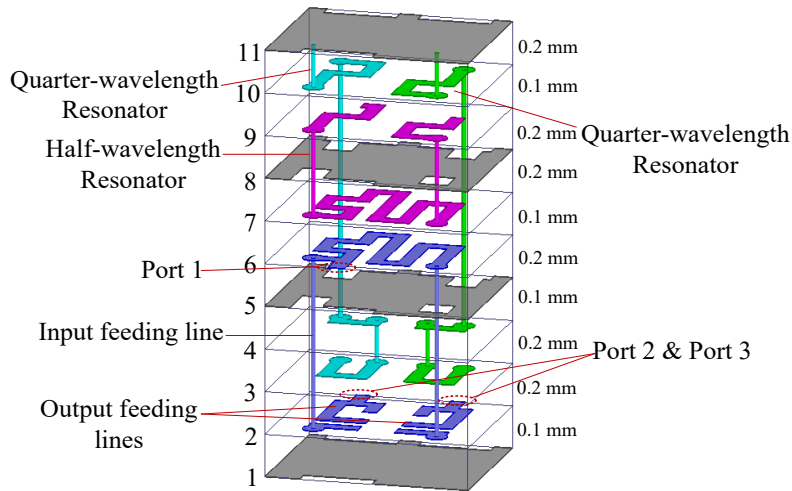 11
0.2 mm
Quarter-wavelength
Resonator
10
0.1 mm
9
0.2 mm
Quarter-wavelength
Resonator
Half-wavelength
Resonator
8
0.2 mm
7
0.1 mm
6
0.2 mm
Port 1
5
0.1 mm
Input feeding line
4
0.2 mm
Port 2 & Port 3
3
0.2 mm
Output feeding
lines
2
0.1 mm
1